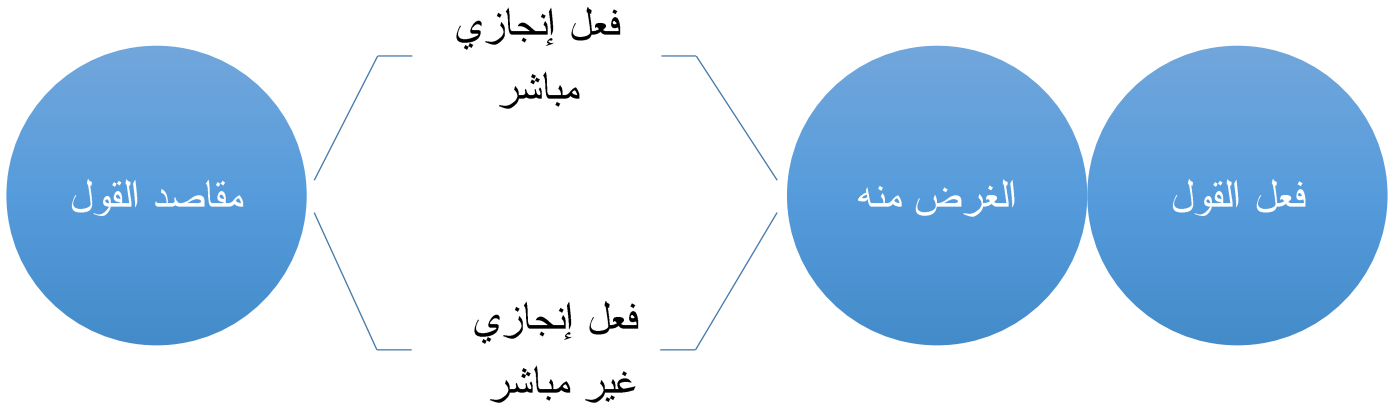 فعل القول
الغرض منه
فعل إنجازي
مباشر
فعل إنجازي
غير مباشر
مقاصد القول